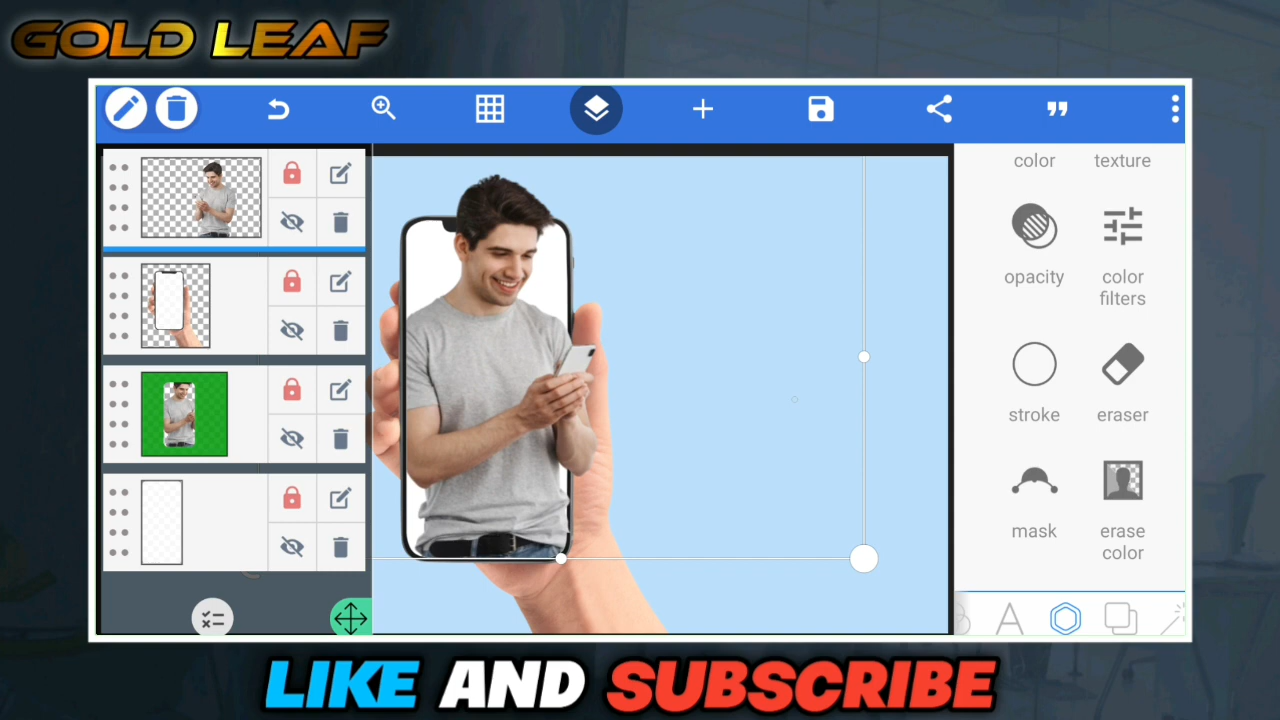 GOLD LEAF
color texture
opacity color
filters
stroke eraser
mask erase
color
A
LIKE AND SUBSCRIBE